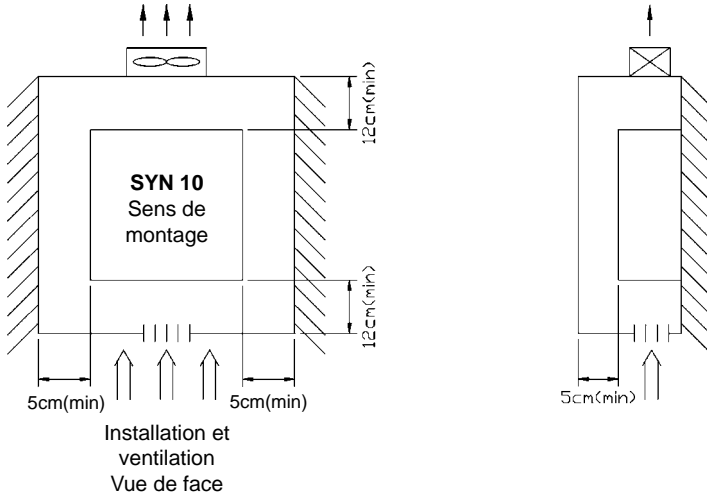 12cm(min)
SYN 10
Sens de
montage
12cm(min)
5cm(min)
5cm(min)
Installation et
ventilation
Vue de face
5cm(min)